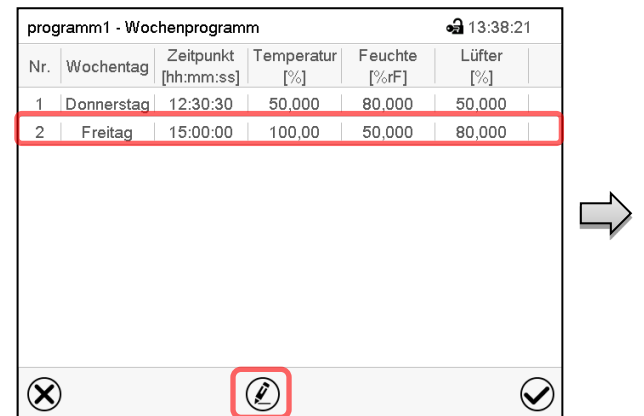 programm1 - Wochenprogramm 13:38:21
Nr. Wochentag Zeitpunkt [hh:mm:ss] Temperatur [%] Feuchte [%rF] Lüfter [%]
1 Donnerstag 12:30:30 50,000 80,000 50,000
2 Freitag 15:00:00 100,00 50,000 80,000